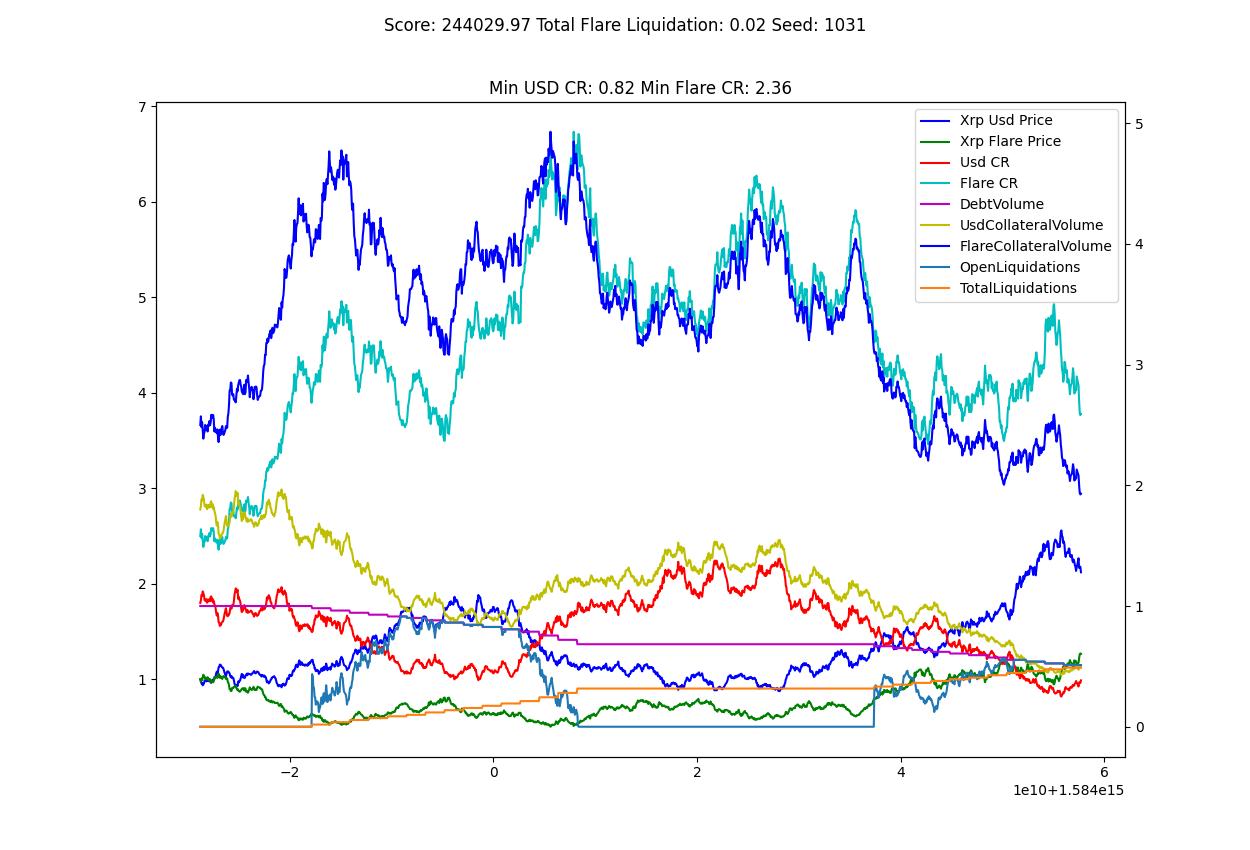 Score: 244029.97 Total Flare Liquidation: 0.02 Seed: 1031
Min USD CR: 0.82 Min Flare CR: 2.36
7
6
5
4
3
2
1
5
4
3
2
1
0
Xrp Usd Price
Xrp Flare Price
Usd CR
Flare CR
DebtVolume
UsdCollateralVolume
FlareCollateralVolume
OpenLiquidations
TotalLiquidations
−2 0 2 4 6
1e10+1.584e15